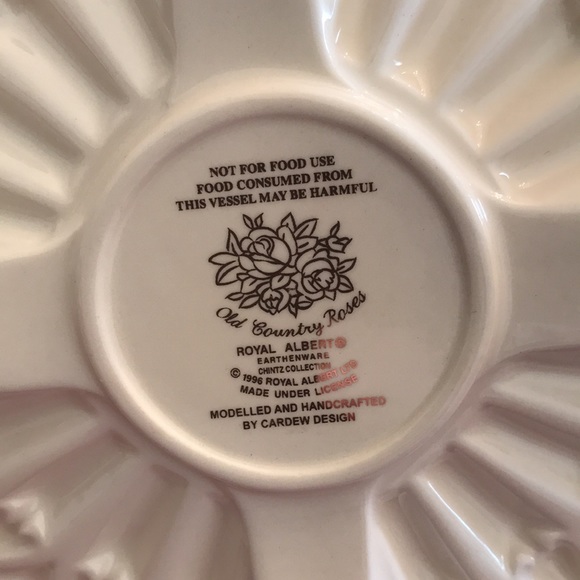 NOT FOR FOOD USE
FOOD CONSUMED FROM
THIS VESSEL MAY BE HARMFUL
Old Country Roses
ROYAL ALBERT®
EARTHENWARE
CHINTZ COLLECTION
© 1996 ROYAL ALBERT LTD
MADE UNDER LICENSE
MODELLED AND HANDCRAFTED
BY CARDEW DESIGN